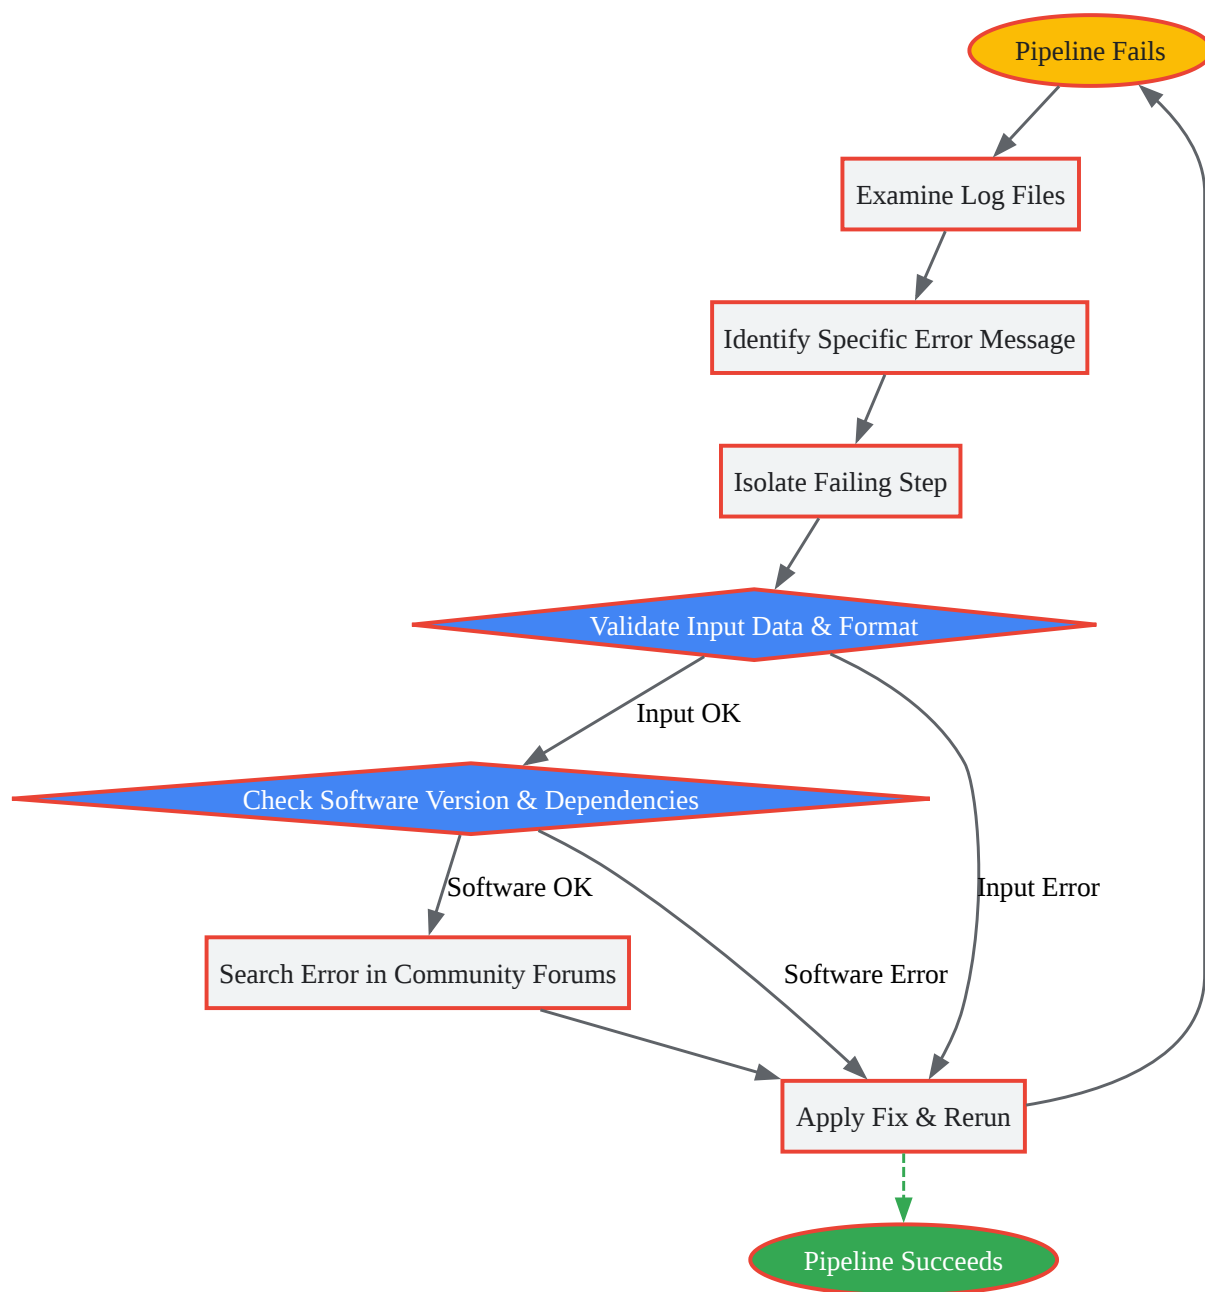 Pipeline Fails
Examine Log Files
Identify Specific Error Message
Isolate Failing Step
Validate Input Data & Format
Input OK
Check Software Version & Dependencies
Software OK
Input Error
Search Error in Community Forums
Software Error
Apply Fix & Rerun
Pipeline Succeeds